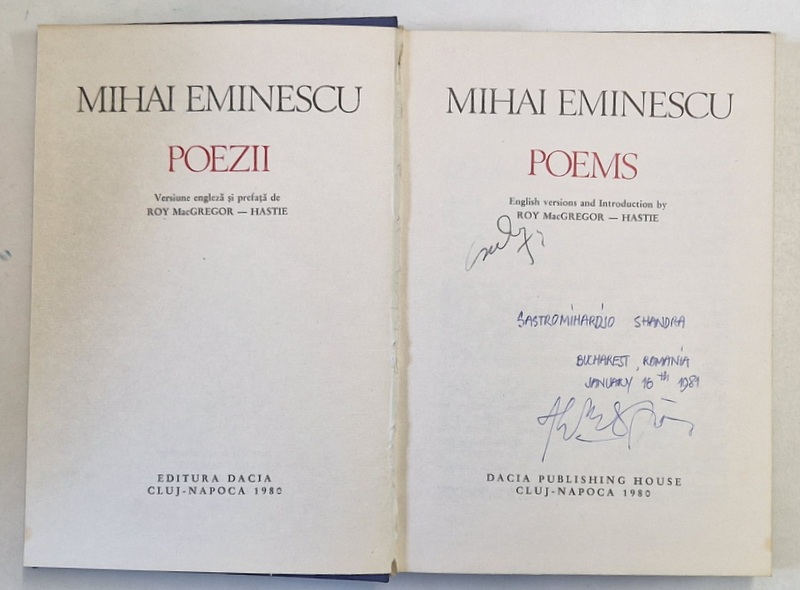 MIHAI EMINESCU
POEZII
Versiune engleză și prefață de
ROY MacGREGOR — HASTIE
EDITURA DACIA
CLUJ-NAPOCA 1980
MIHAI EMINESCU
POEMS
English versions and Introduction by
ROY MacGREGOR — HASTIE
SASTROMIHARDJO SHANDRA
BUCHAREST, ROMANIA
JANUARY 16th 1981
DACIA PUBLISHING HOUSE
CLUJ-NAPOCA 1980